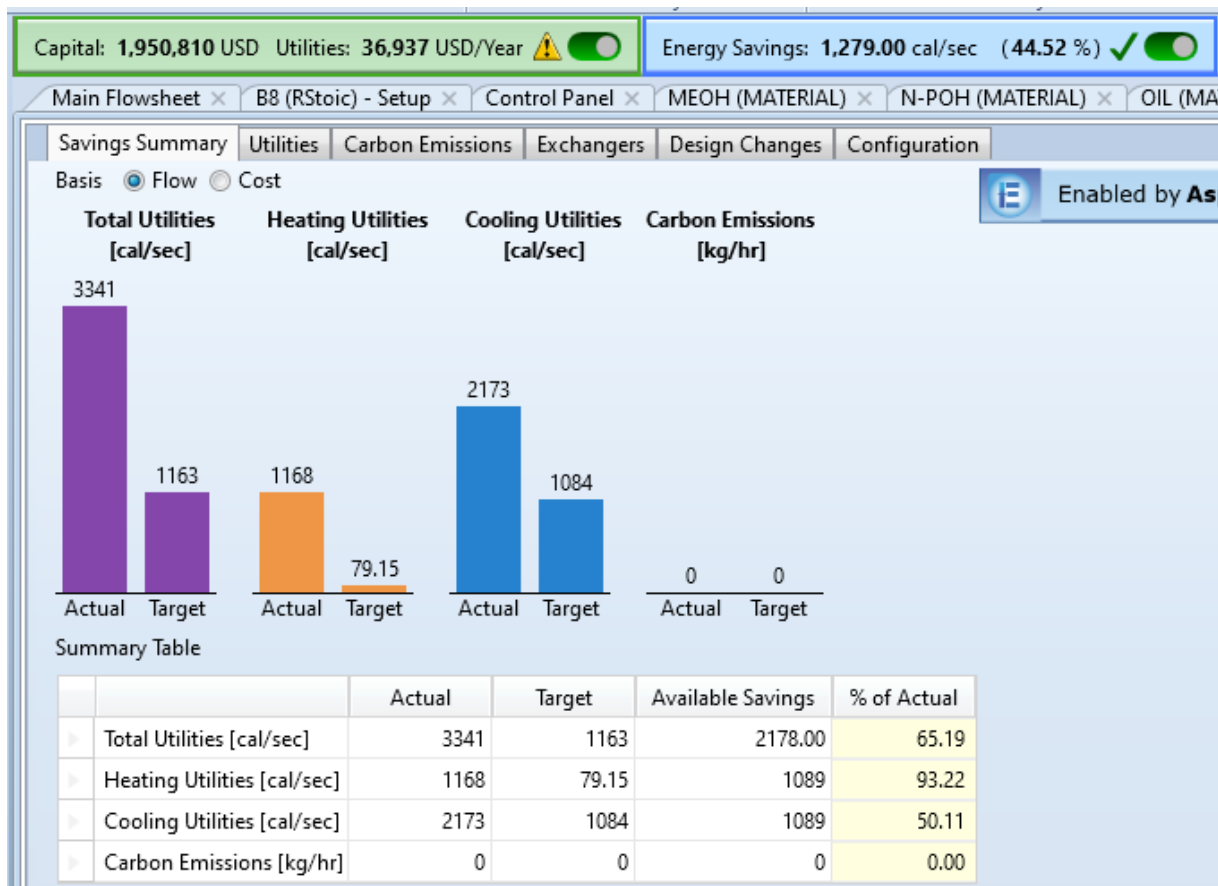 Capital: 1,950,810 USD Utilities: 36,937 USD/Year
Energy Savings: 1,279.00 cal/sec (44.52 %)
Main Flowsheet × B8 (RStoic) - Setup × Control Panel × MEOH (MATERIAL) × N-POH (MATERIAL) × OIL (MA
Savings Summary Utilities Carbon Emissions Exchangers Design Changes Configuration
Basis Flow Cost
Enabled by As
Total Utilities Heating Utilities Cooling Utilities Carbon Emissions
[cal/sec] [cal/sec] [cal/sec] [kg/hr]
3341
2173
1163 1168 1084
79.15
0 0
Actual Target Actual Target Actual Target Actual Target
Summary Table
Actual Target Available Savings % of Actual
Total Utilities [cal/sec] 3341 1163 2178.00 65.19
Heating Utilities [cal/sec] 1168 79.15 1089 93.22
Cooling Utilities [cal/sec] 2173 1084 1089 50.11
Carbon Emissions [kg/hr] 0 0 0 0.00